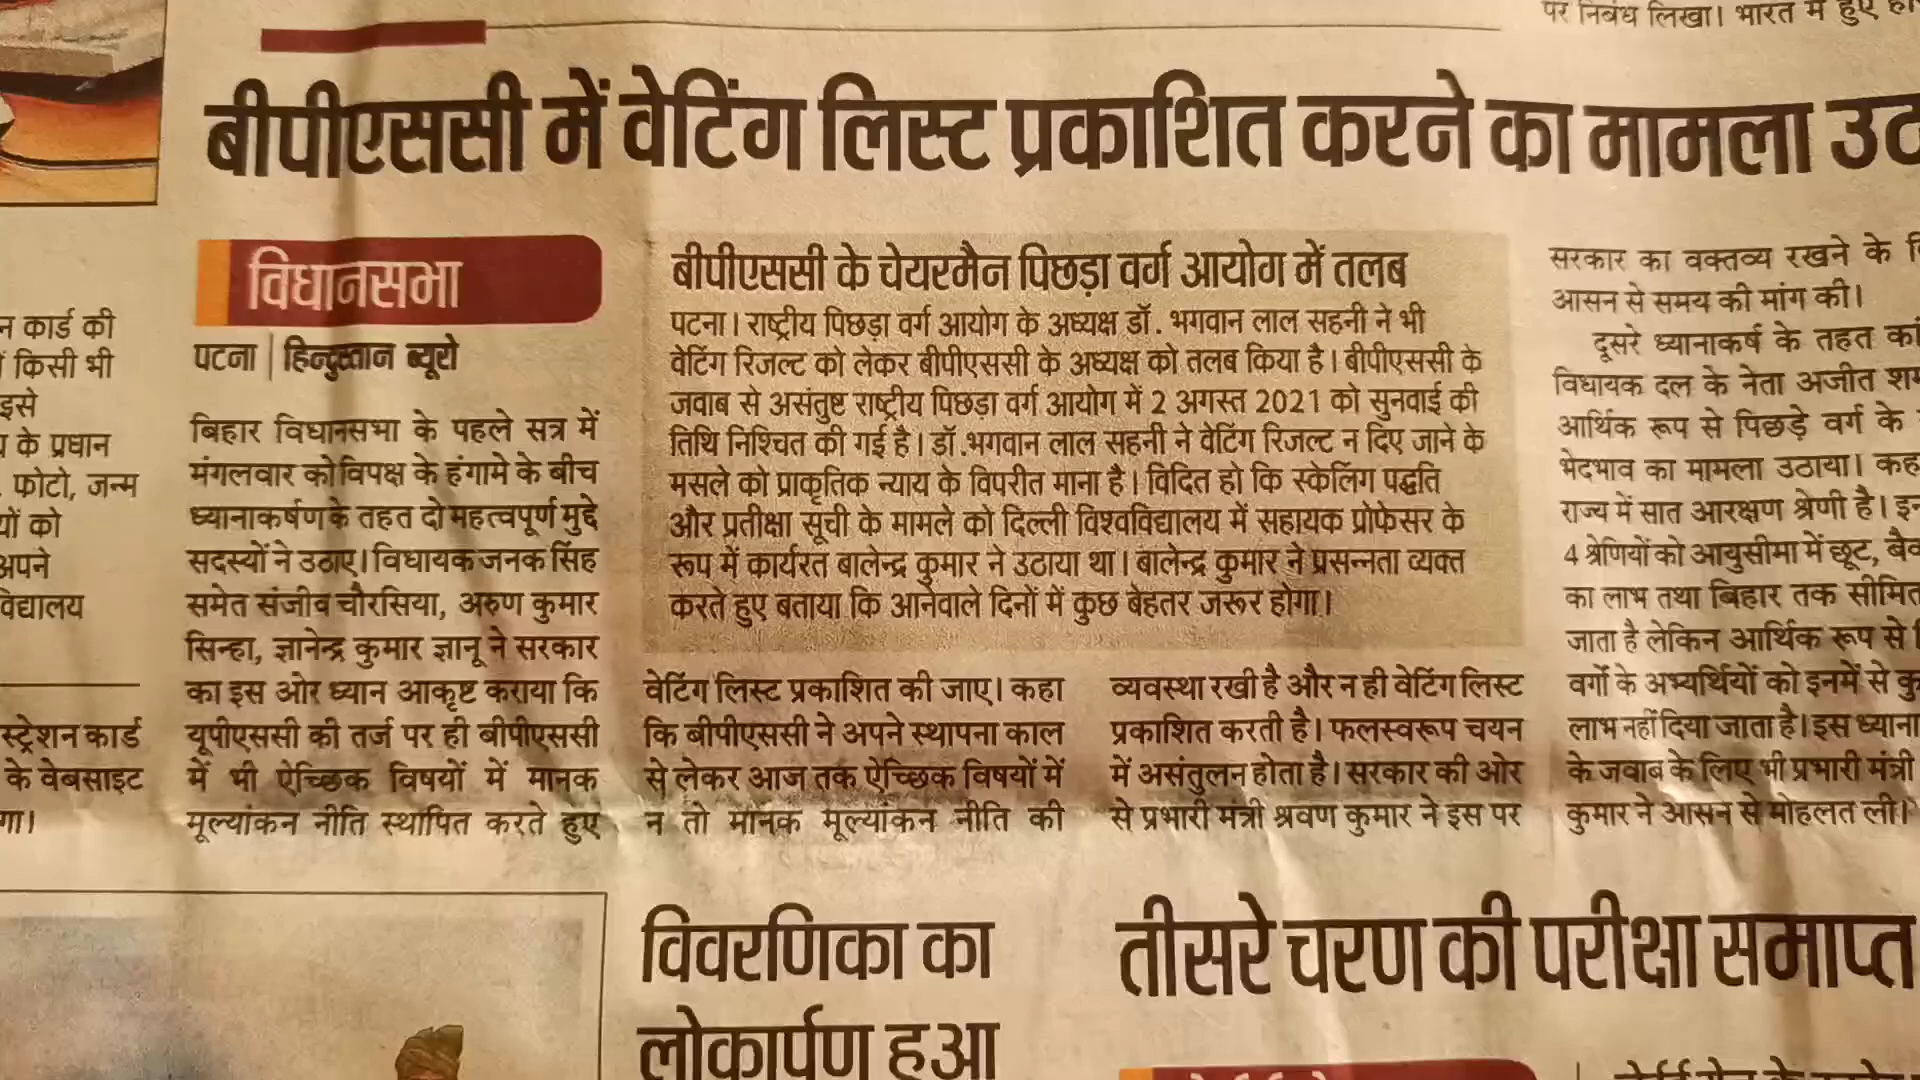 पर निबंध लिखा। भारत में हुए
बीपीएससी में वेटिंग लिस्ट प्रकाशित करने का मामला
विधानसभा
पटना | हिन्दुस्तान ब्यूरो
बिहार विधानसभा के पहले सत्र में
मंगलवार को विपक्ष के हंगामे के बीच
ध्यानाकर्षण के तहत दो महत्वपूर्ण मुद्दे
सदस्यों ने उठाए। विधायक जनक सिंह
समेत संजीव चौरसिया, अरुण कुमार
सिन्हा, ज्ञानेन्द्र कुमार ज्ञानू ने सरकार
का इस ओर ध्यान आकृष्ट कराया कि
यूपीएससी की तर्ज पर ही बीपीएससी
में भी ऐच्छिक विषयों में मानक
मूल्यांकन नीति स्थापित करते हुए
बीपीएससी के चेयरमैन पिछड़ा वर्ग आयोग में तलब
पटना। राष्ट्रीय पिछड़ा वर्ग आयोग के अध्यक्ष डॉ. भगवान लाल सहनी ने भी
वेटिंग रिजल्ट को लेकर बीपीएससी के अध्यक्ष को तलब किया है। बीपीएससी के
जवाब से असंतुष्ट राष्ट्रीय पिछड़ा वर्ग आयोग में 2 अगस्त 2021 को सुनवाई की
तिथि निश्चित की गई है। डॉ.भगवान लाल सहनी ने वेटिंग रिजल्ट न दिए जाने के
मसले को प्राकृतिक न्याय के विपरीत माना है। विदित हो कि स्केलिंग पद्धति
और प्रतीक्षा सूची के मामले को दिल्ली विश्वविद्यालय में सहायक प्रोफेसर के
रूप में कार्यरत बालेन्द्र कुमार ने उठाया था। बालेन्द्र कुमार ने प्रसन्नता व्यक्त
करते हुए बताया कि आनेवाले दिनों में कुछ बेहतर जरूर होगा।
वेटिंग लिस्ट प्रकाशित की जाए। कहा
कि बीपीएससी ने अपने स्थापना काल
से लेकर आज तक ऐच्छिक विषयों में
न तो मानक मूल्यांकन नीति की
व्यवस्था रखी है और न ही वेटिंग लिस्ट
प्रकाशित करती है। फलस्वरूप चयन
में असंतुलन होता है। सरकार की ओर
से प्रभारी मंत्री श्रवण कुमार ने इस पर
सरकार का वक्तव्य रखने के
आसन से समय की मांग की।
दूसरे ध्यानाकर्ष के तहत
विधायक दल के नेता अजीत
आर्थिक रूप से पिछड़े वर्ग के
भेदभाव का मामला उठाया।
राज्य में सात आरक्षण श्रेणी है।
4 श्रेणियों को आयुसीमा में छूट,
का लाभ तथा बिहार तक
जाता है लेकिन आर्थिक रूप से
वर्गों के अभ्यर्थियों को इनमें से
लाभ नहीं दिया जाता है। इस
के जवाब के लिए भी प्रभारी मंत्री
कुमार ने आसन से मोहलत ली।
कार्ड की
किसी भी
इसे
के प्रधान
फोटो, जन्म
को
अपने
कार्ड
के वेबसाइट
विवरणिका का
लोकार्पण हुआ
तीसरे चरण की परीक्षा समाप्त